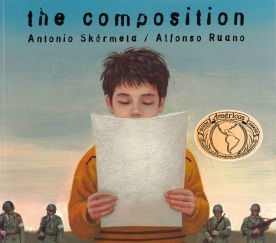 the composition
Antonio Skármeta / Alfonso Ruano
Américas